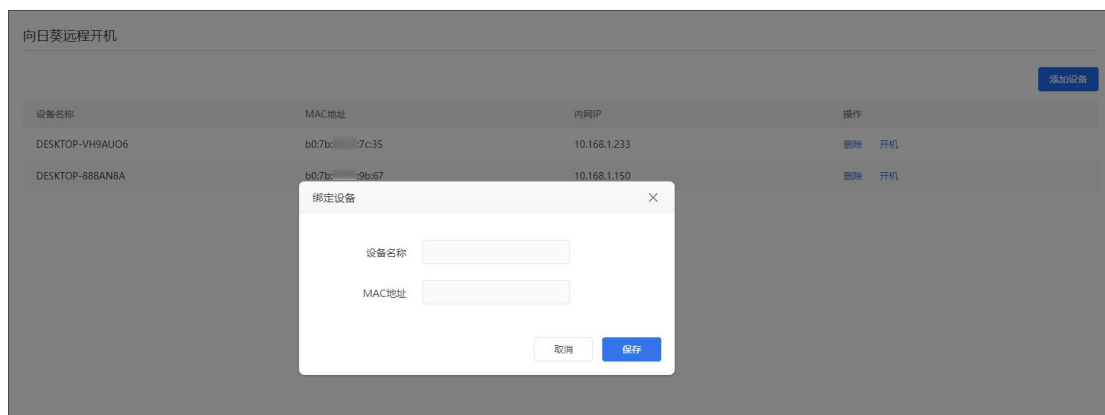 向日葵远程开机
添加设备
设备名称 MAC地址 内网IP 操作
DESKTOP-VH9AUO6 b0:7b: :7c:35 10.168.1.233 删除 开机
DESKTOP-888AN8A b0:7b: :9b:67 10.168.1.150 删除 开机
绑定设备
设备名称
MAC地址
取消 保存